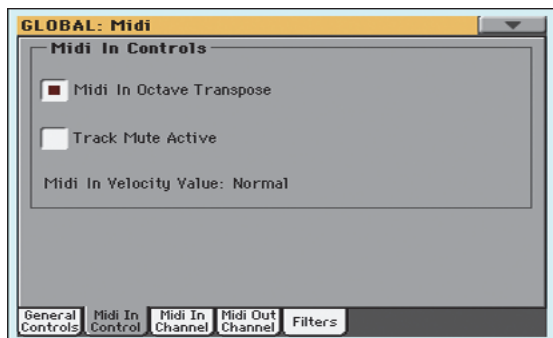 GLOBAL: Midi
Midi In Controls
Midi In Octave Transpose
Track Mute Active
Midi In Velocity Value: Normal
General Controls
Midi In Control
Midi In Channel
Midi Out Channel
Filters